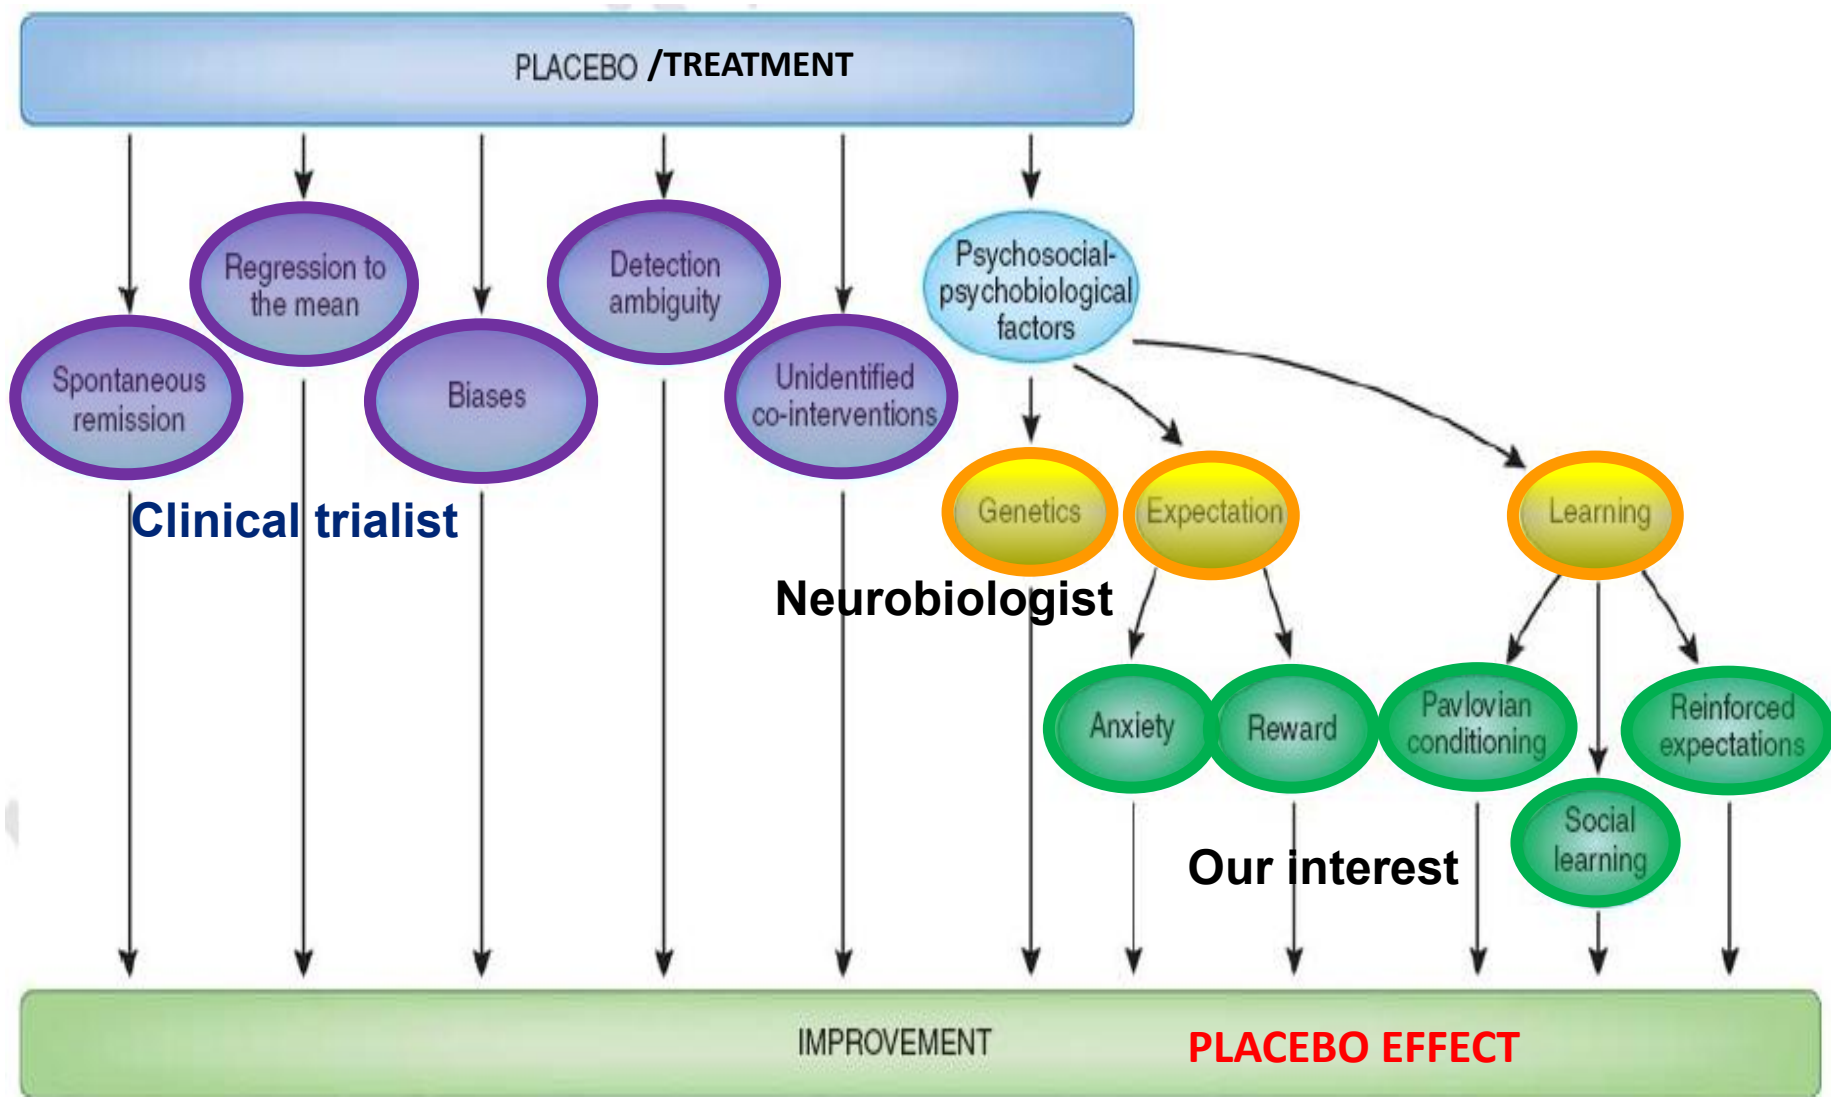 PLACEBO /TREATMENT
Regression to
the mean
Detection
ambiguity
Psychosocial-
psychobiological
factors
Spontaneous
remission
Biases
Unidentified
co-interventions
Clinical trialist
Genetics
Expectation
Learning
Neurobiologist
Anxiety
Reward
Pavlovian
conditioning
Reinforced
expectations
Social
learning
Our interest
IMPROVEMENT
PLACEBO EFFECT